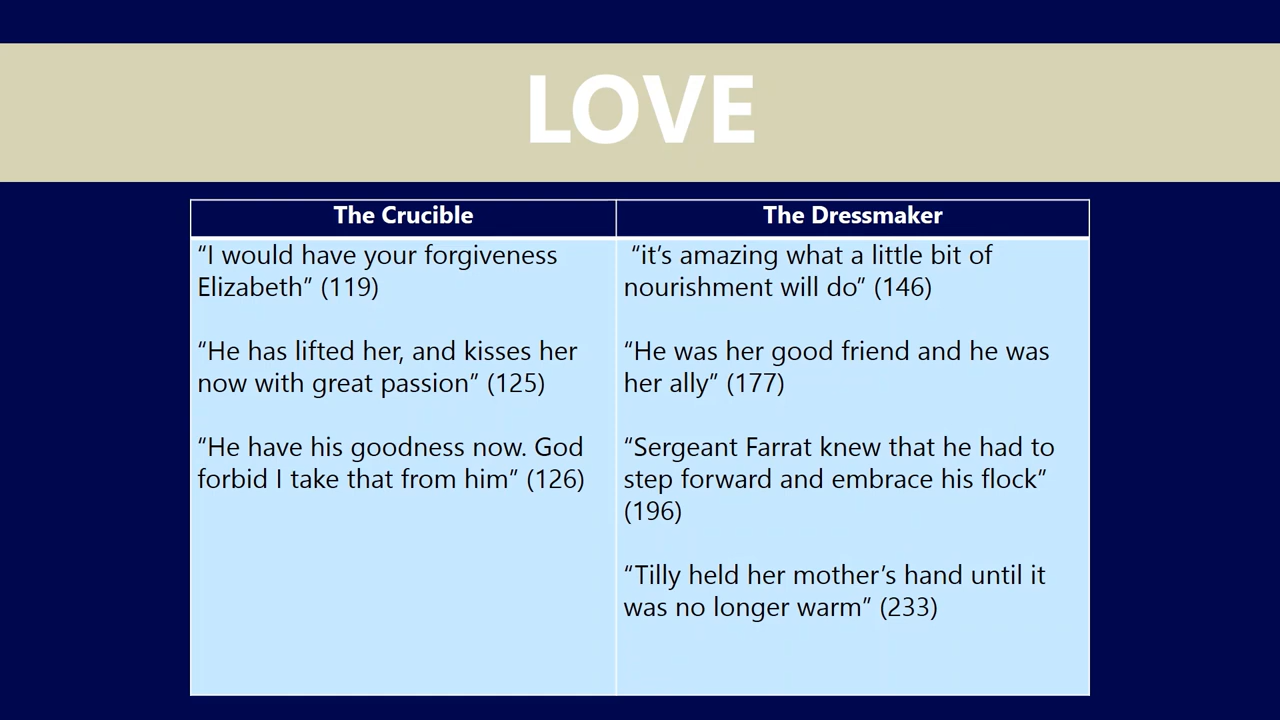 LOVE
The Crucible
“I would have your forgiveness
Elizabeth” (119)
“He has lifted her, and kisses her
now with great passion” (125)
“He have his goodness now. God
forbid I take that from him” (126)
The Dressmaker
“it’s amazing what a little bit of
nourishment will do” (146)
“He was her good friend and he was
her ally” (177)
“Sergeant Farrat knew that he had to
step forward and embrace his flock”
(196)
“Tilly held her mother’s hand until it
was no longer warm” (233)